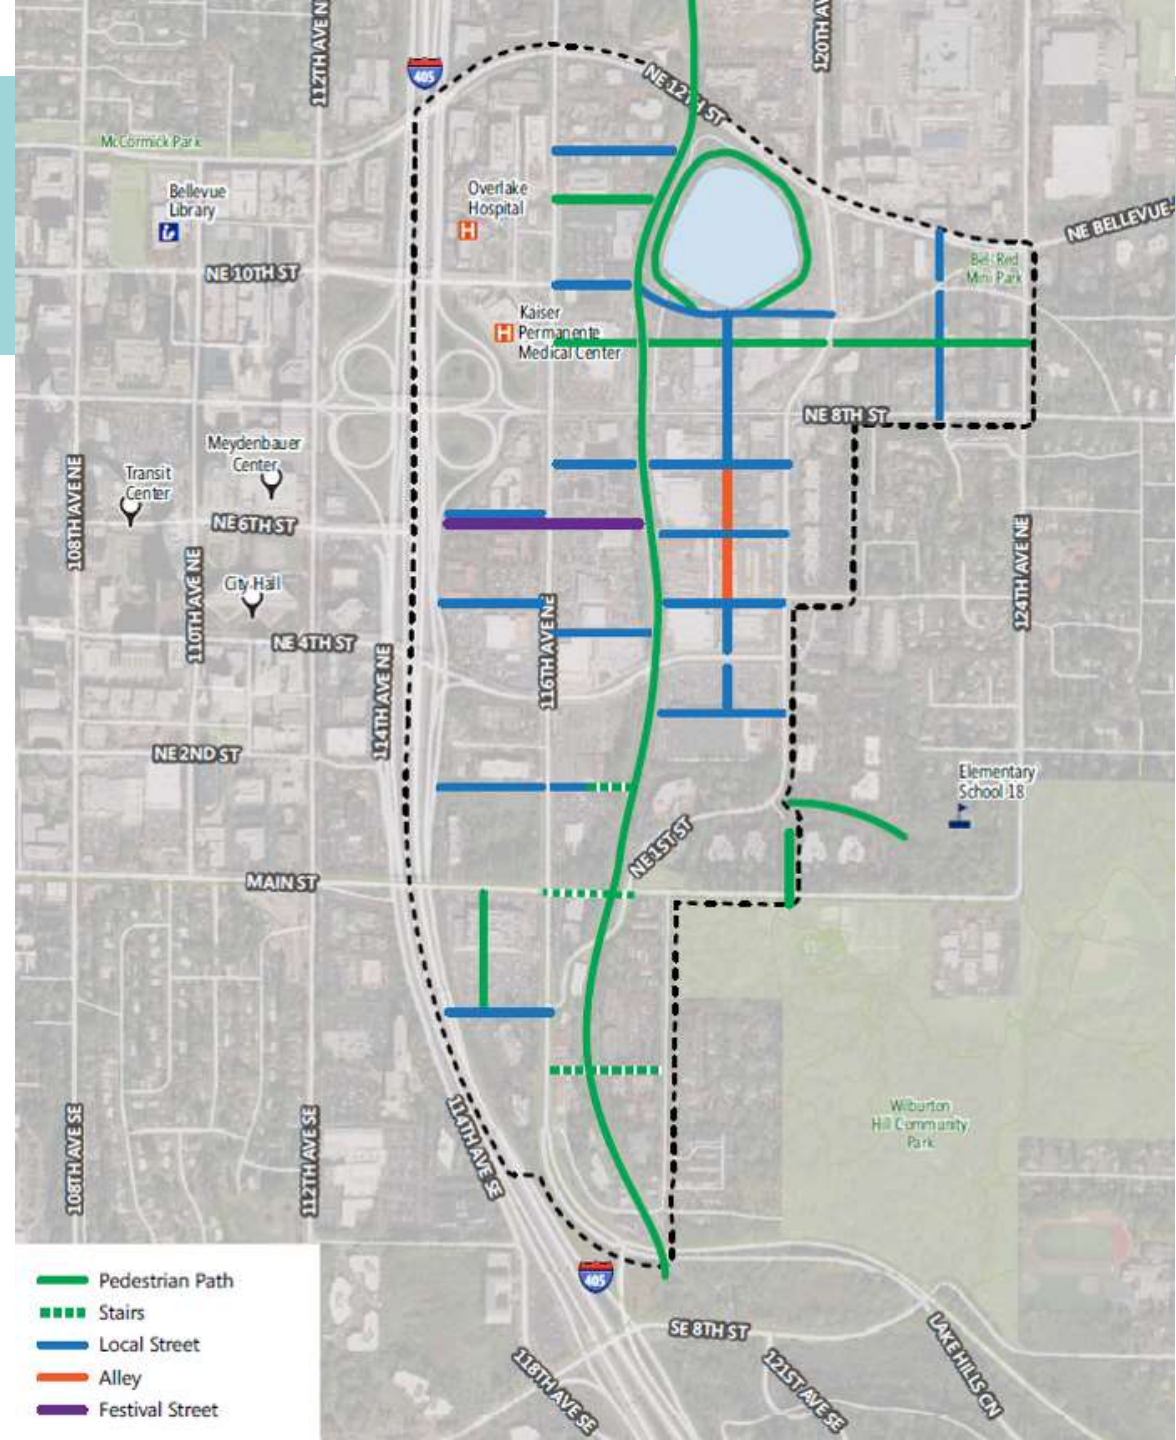 112TH AVE N
120TH AV
405
NE 12TH ST
McCormick Park
Bellevue
Library
Overlake
Hospital
H
NE BELLEVUE-
NE 10TH ST
Bel-Red
Mini Park
Kaiser
Permanente
Medical Center
H
NE 8TH ST
Meydenbauer
Center
Transit
Center
NE 6TH ST
108TH AVE NE
110TH AVE NE
City Hall
NE 4TH ST
114TH AVE NE
116TH AVE NE
124TH AVE NE
NE 2ND ST
Elementary
School 18
NE 1ST ST
MAIN ST
Wilburton
Hill Community
Park
108TH AVE SE
112TH AVE SE
114TH AVE SE
405
SE 8TH ST
118TH AVE SE
121ST AVE SE
LAKE HILLS CN
Pedestrian Path
Stairs
Local Street
Alley
Festival Street